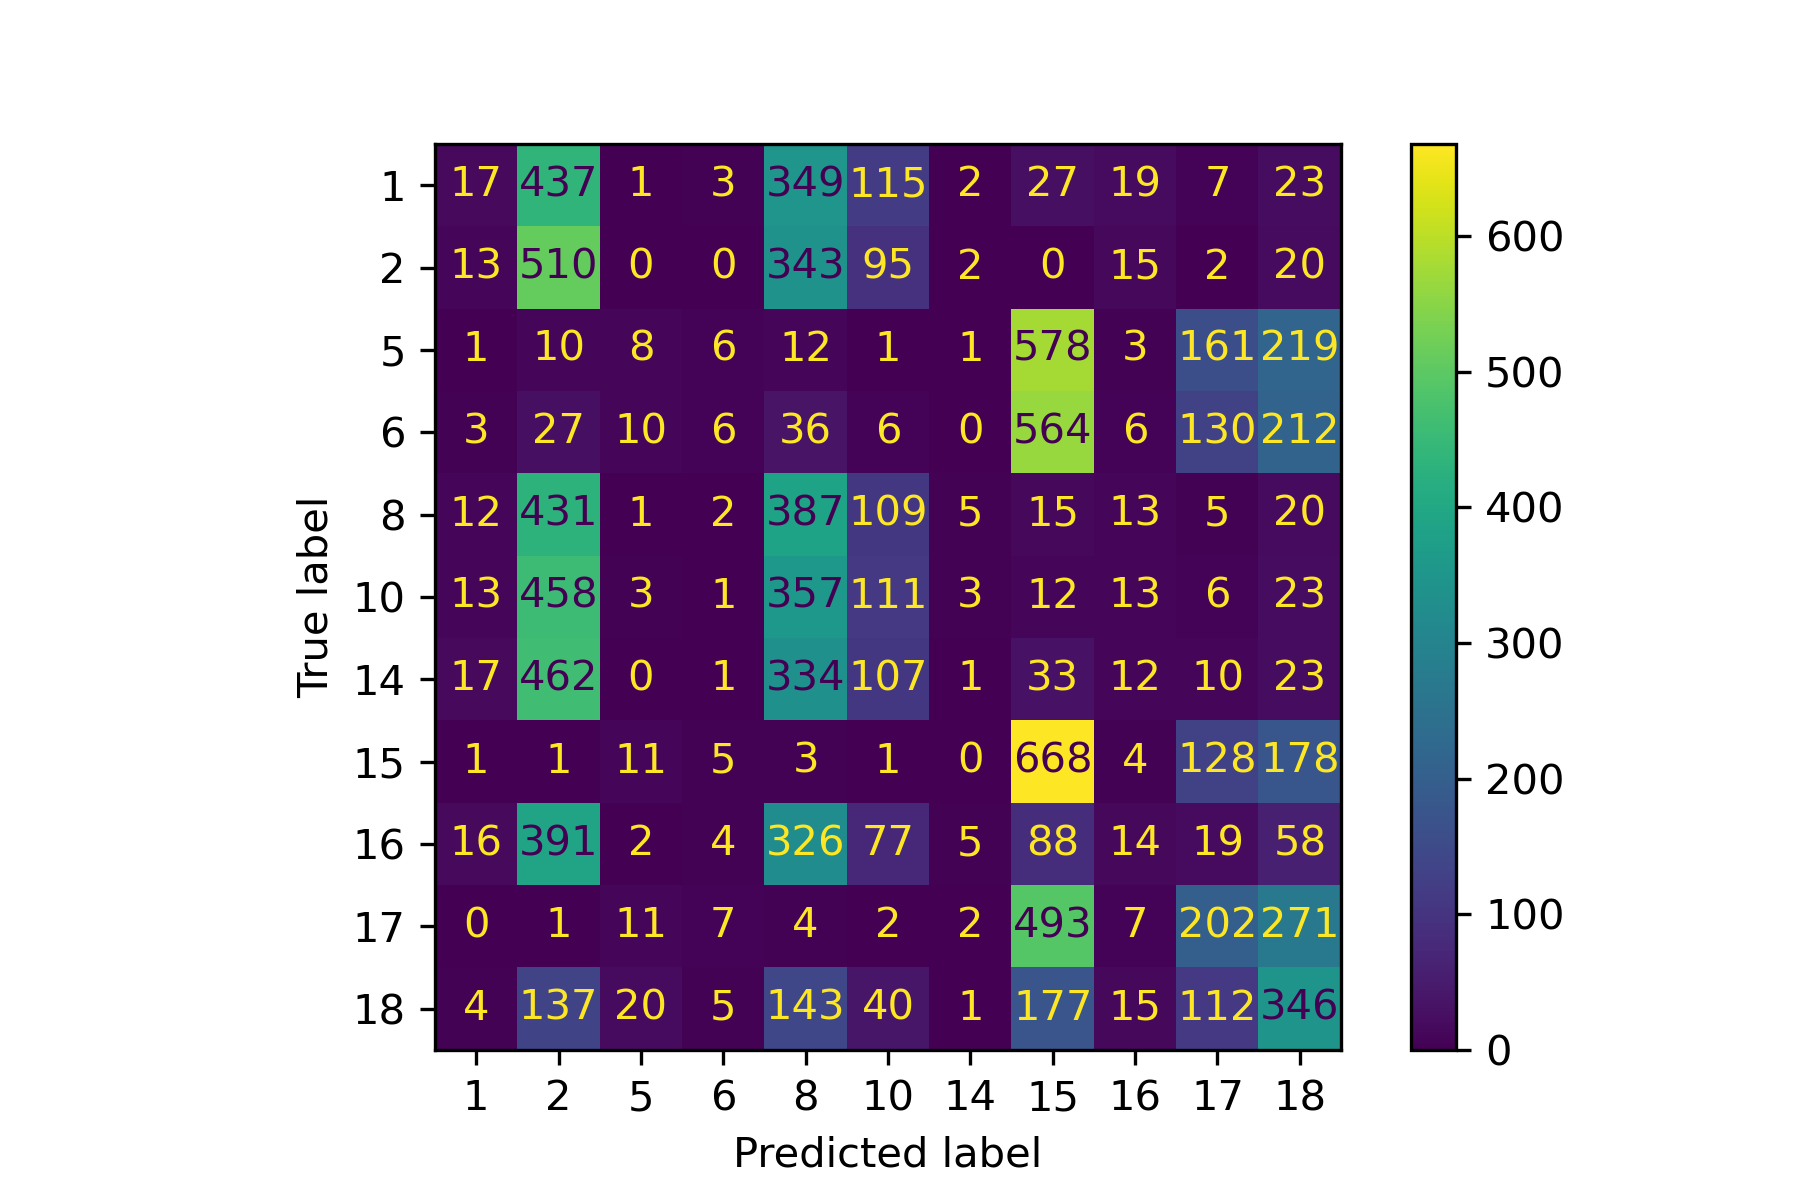 True label
1 17 437 1 3 349 115 2 27 19 7 23
2 13 510 0 0 343 95 2 0 15 2 20
5 1 10 8 6 12 1 1 578 3 161 219
6 3 27 10 6 36 6 0 564 6 130 212
8 12 431 1 2 387 109 5 15 13 5 20
10 13 458 3 1 357 111 3 12 13 6 23
14 17 462 0 1 334 107 1 33 12 10 23
15 1 1 11 5 3 1 0 668 4 128 178
16 16 391 2 4 326 77 5 88 14 19 58
17 0 1 11 7 4 2 2 493 7 202 271
18 4 137 20 5 143 40 1 177 15 112 346
1 2 5 6 8 10 14 15 16 17 18
Predicted label
600
500
400
300
200
100
0